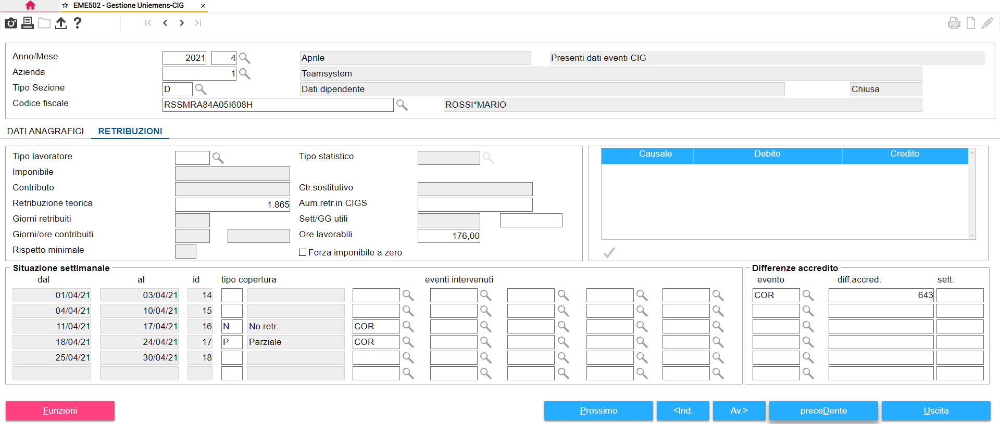 EME502 - Gestione Uniemens-CIG
Anno/Mese 2021 4 Aprile Presenti dati eventi CIG
Azienda 1 Teamsystem
Tipo Sezione D Dati dipendente Chiusa
Codice fiscale RSSMRA84A05I608H ROSSI*MARIO
DATI ANAGRAFICI RETRIBUZIONI
Tipo lavoratore Tipo statistico Causale Debito Credito
Imponibile
Contributo Ctr.sostitutivo
Retribuzione teorica 1.865 Aum.retr.in CIGS
Giorni retribuiti Sett/GG utili
Giorni/ore contribuiti Ore lavorabili 176,00
Rispetto minimale Forza imponibile a zero
Situazione settimanale Differenze accredito
dal al id tipo copertura eventi intervenuti evento diff.accred. sett.
01/04/21 03/04/21 14 COR 643
04/04/21 10/04/21 15
11/04/21 17/04/21 16 N No retr. COR
18/04/21 24/04/21 17 P Parziale COR
25/04/21 30/04/21 18
Funzioni Prossimo <Ind. Av.> preceDente Uscita